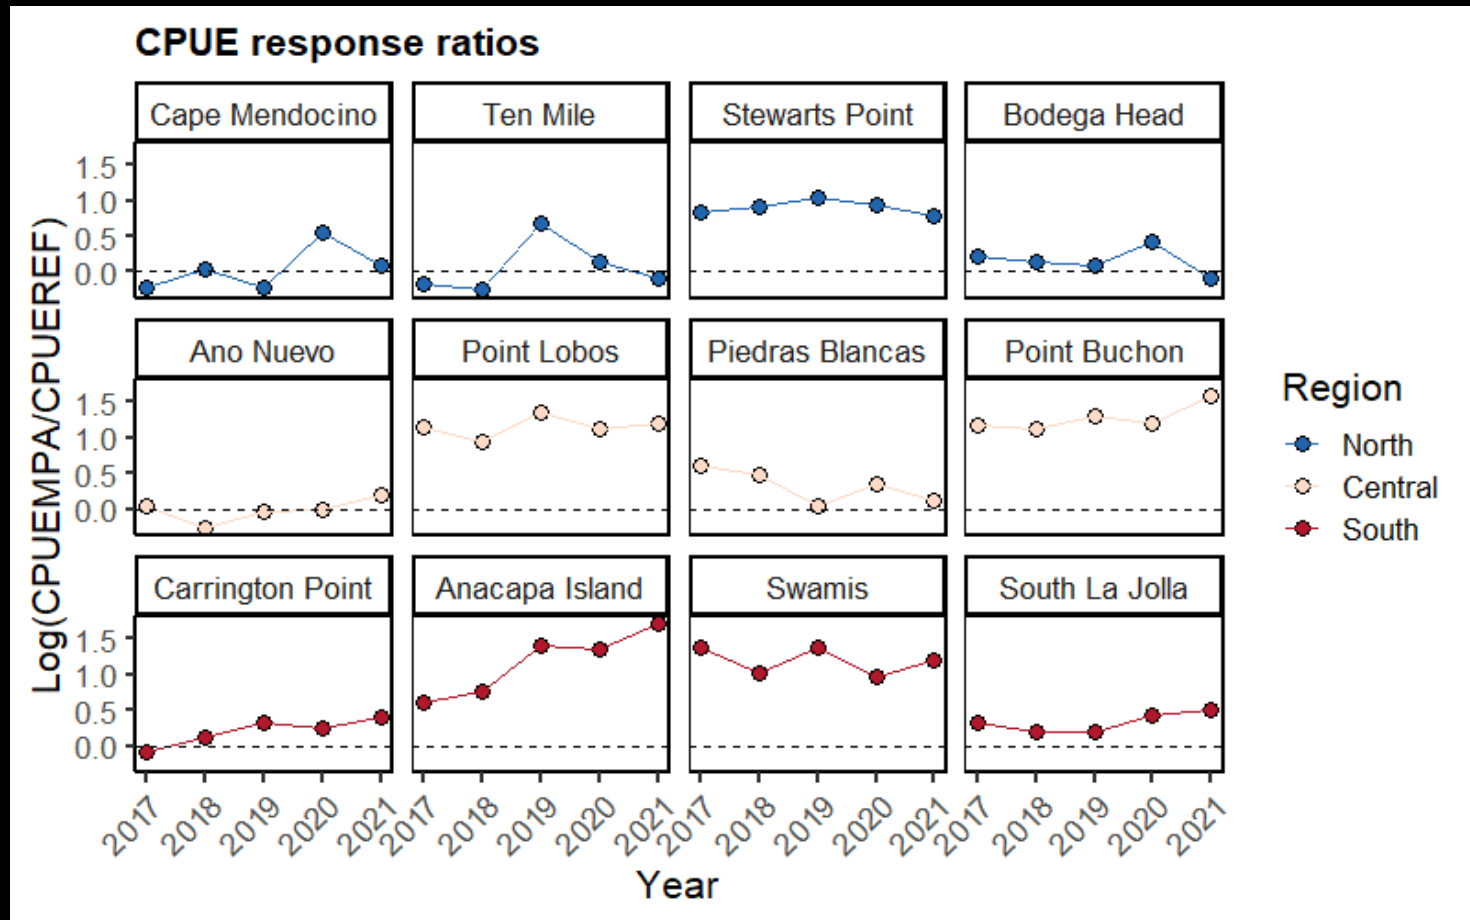 CPUE response ratios
Cape Mendocino Ten Mile Stewarts Point Bodega Head
1.5
1.0
0.5
0.0
Ano Nuevo Point Lobos Piedras Blancas Point Buchon
1.5
1.0
0.5
0.0
Carrington Point Anacapa Island Swamis South La Jolla
1.5
1.0
0.5
0.0
2017 2018 2019 2020 2021 2017 2018 2019 2020 2021 2017 2018 2019 2020 2021 2017 2018 2019 2020 2021
Year
Log(CPUEMPA/CPUEREF)
Region
North
Central
South